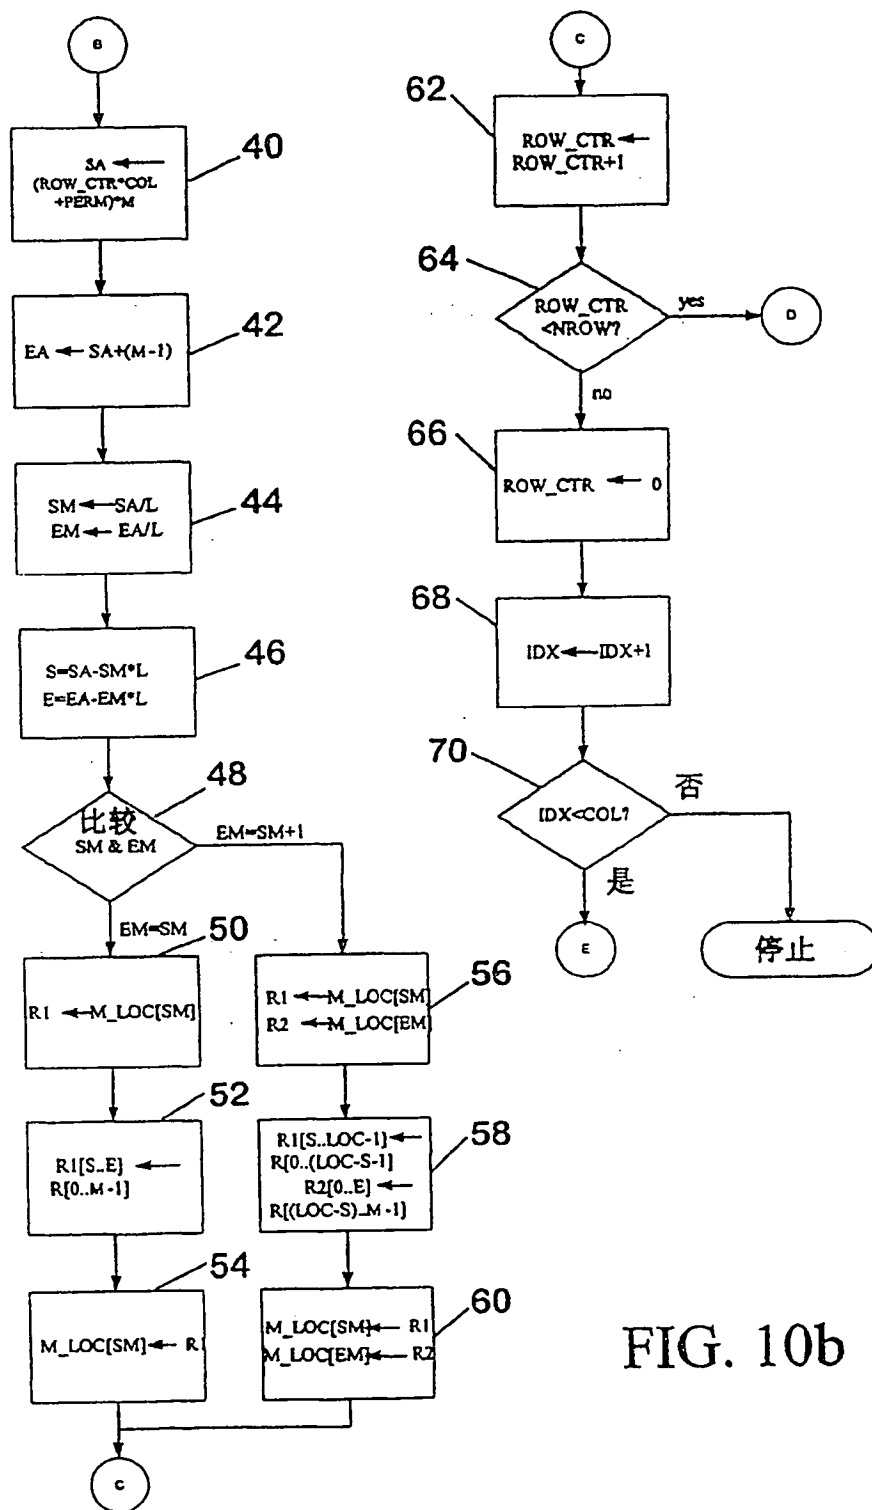 B
40
SA ←
(ROW_CTR*COL
+PERM)*M
42
EA ← SA+(M-1)
44
SM ← SA/L
EM ← EA/L
46
S=SA-SM*L
E=EA-EM*L
48
比较
SM & EM
EM=SM+1
EM=SM
50
R1 ← M_LOC[SM]
52
R1[S..E] ←
R[0..M-1]
54
M_LOC[SM] ← R
56
R1 ← M_LOC[SM]
R2 ← M_LOC[EM]
58
R1[S..LOC-1] ←
R[0..(LOC-S-1]
R2[0..E] ←
R[(LOC-S)..M-1]
60
M_LOC[SM] ← R1
M_LOC[EM] ← R2
C
C
62
ROW_CTR ←
ROW_CTR+1
64
ROW_CTR
<NROW?
yes
D
no
66
ROW_CTR ← 0
68
IDX ← IDX+1
70
IDX<COL?
否
是
E
停止
FIG. 10b